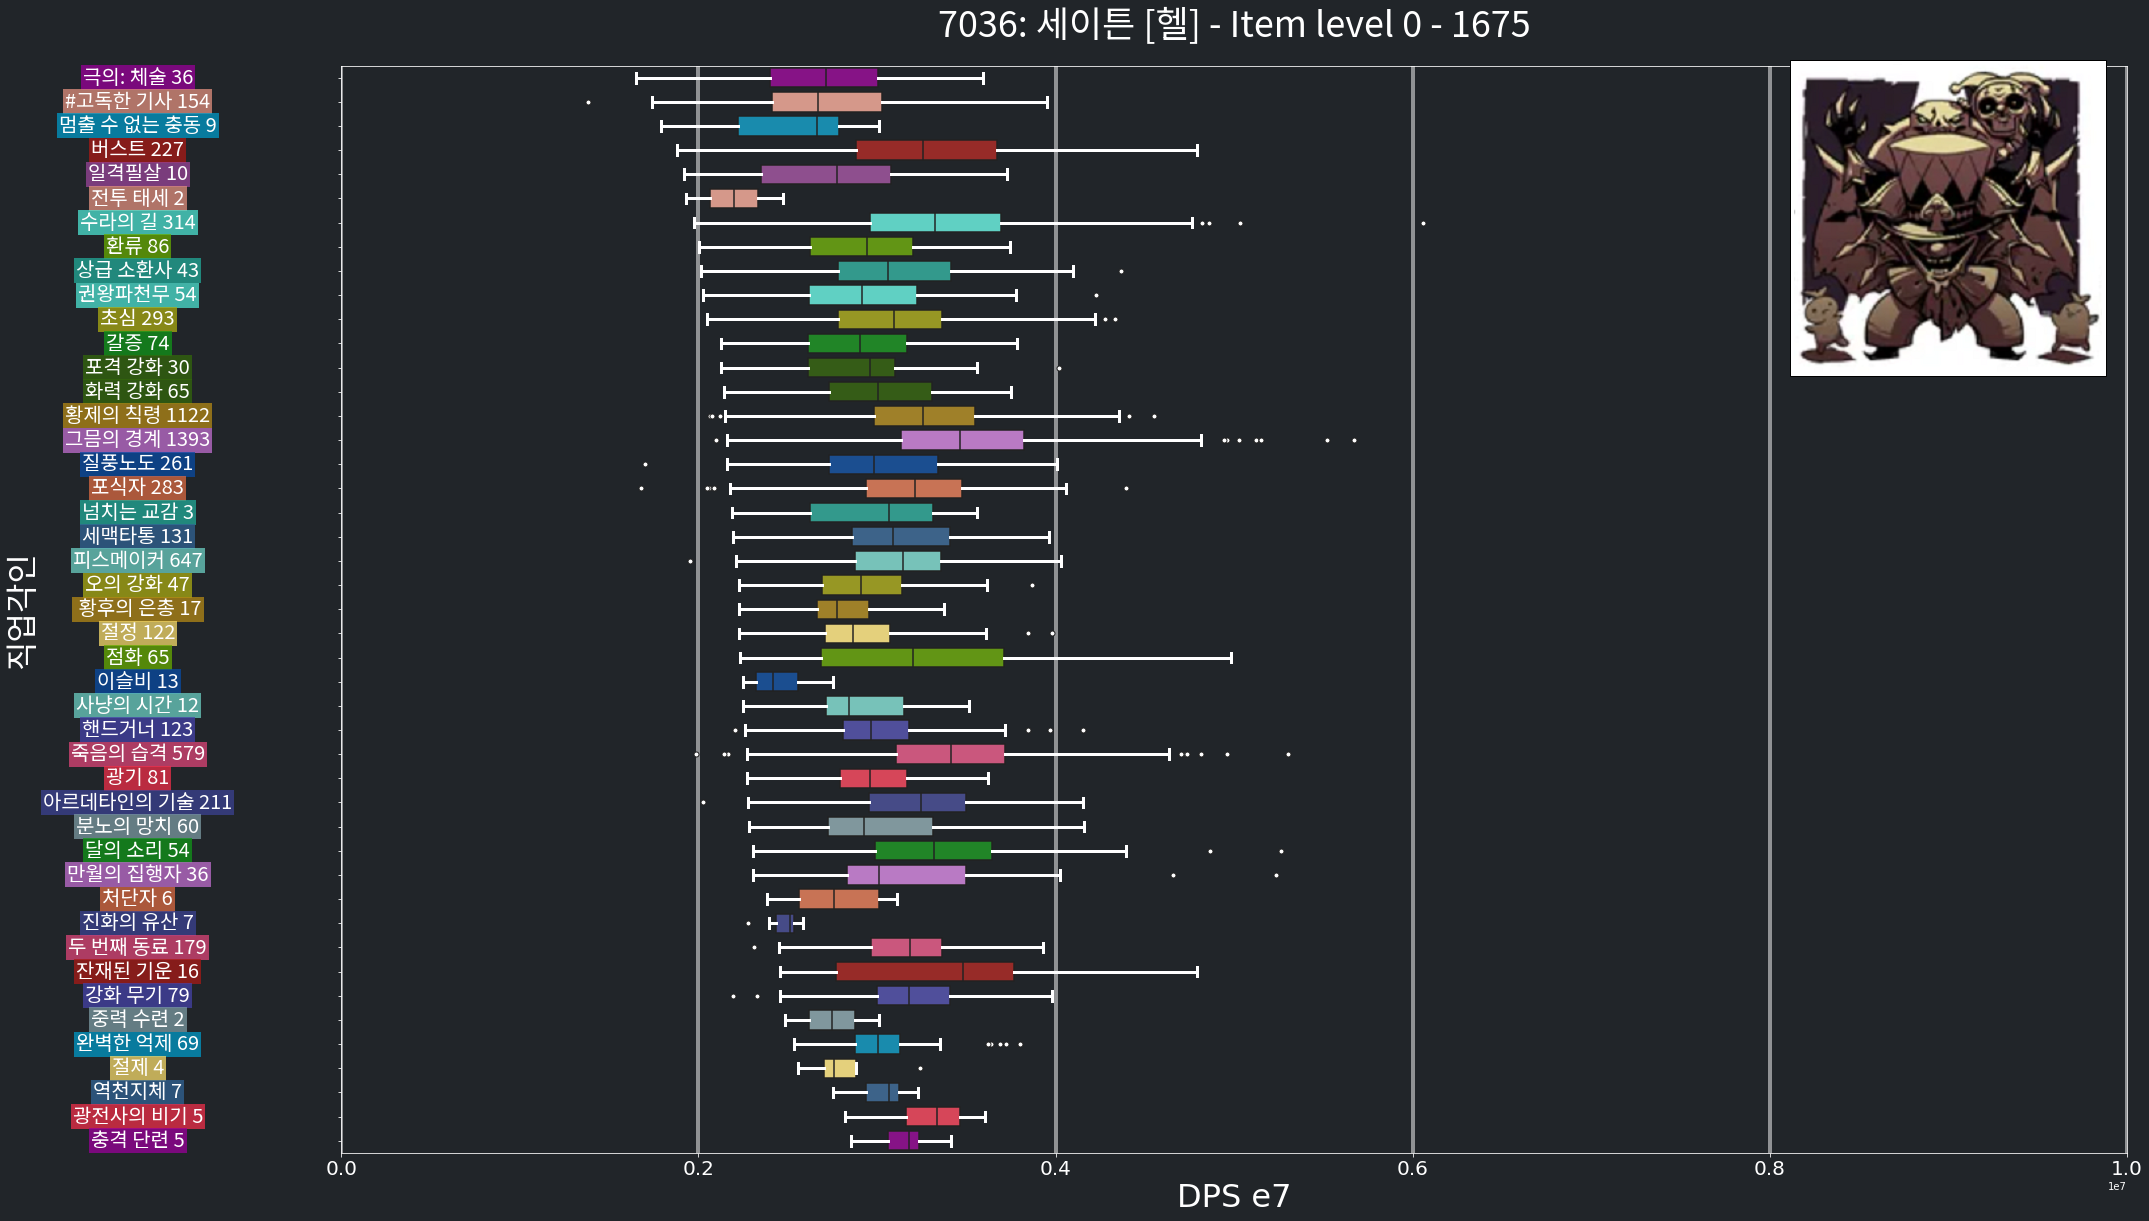 7036: 세이튼 [헬] - Item level 0 - 1675
직업각인
극의: 체술 36
#고독한 기사 154
멈출 수 없는 충동 9
버스트 227
일격필살 10
전투 태세 2
수라의 길 314
환류 86
상급 소환사 43
권왕파천무 54
초심 293
갈증 74
포격 강화 30
화력 강화 65
황제의 칙령 1122
그믐의 경계 1393
질풍노도 261
포식자 283
넘치는 교감 3
세맥타통 131
피스메이커 647
오의 강화 47
황후의 은총 17
절정 122
점화 65
이슬비 13
사냥의 시간 12
핸드거너 123
죽음의 습격 579
광기 81
아르데타인의 기술 211
분노의 망치 60
달의 소리 54
만월의 집행자 36
처단자 6
진화의 유산 7
두 번째 동료 179
잔재된 기운 16
강화 무기 79
중력 수련 2
완벽한 억제 69
절제 4
역천지체 7
광전사의 비기 5
충격 단련 5
0.0 0.2 0.4 0.6 0.8 1.0
1e7
DPS e7